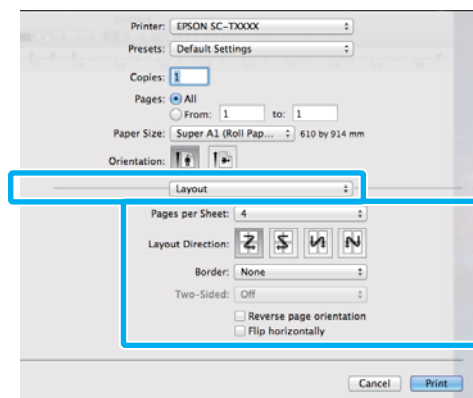 Printer: EPSON SC-TXXXX
Presets: Default Settings
Copies: 1
Pages: All
From: 1 to: 1
Paper Size: Super A1 (Roll Pap... 610 by 914 mm
Orientation:
Layout
Pages per Sheet: 4
Layout Direction:
Border: None
Two-Sided: Off
Reverse page orientation
Flip horizontally
Cancel Print